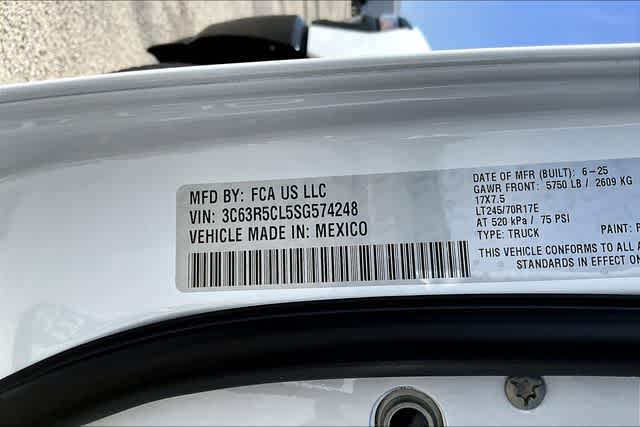 MFD BY: FCA US LLC
VIN: 3C63R5CL5SG574248
VEHICLE MADE IN: MEXICO
DATE OF MFR (BUILT): 6-25
GAWR FRONT: 5750 LB / 2609 KG
17X7.5
LT245/70R17E
AT 520 kPa / 75 PSI
TYPE: TRUCK
PAINT:
THIS VEHICLE CONFORMS TO ALL
STANDARDS IN EFFECT ON